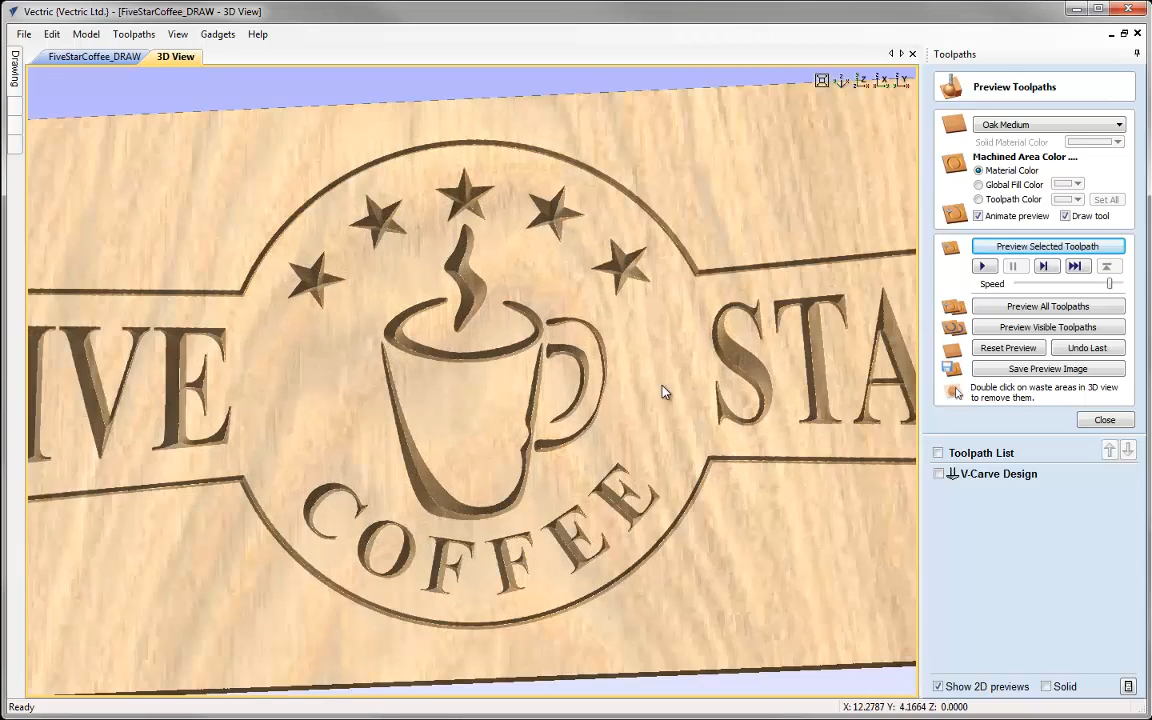 Vectric {Vectric Ltd.} - [FiveStarCoffee_DRAW - 3D View]
File Edit Model Toolpaths View Gadgets Help
FiveStarCoffee_DRAW 3D View
Drawing
Toolpaths
Preview Toolpaths
Oak Medium
Solid Material Color
Machined Area Color ....
Material Color
Global Fill Color
Toolpath Color Set All
Animate preview Draw tool
Preview Selected Toolpath
Speed
Preview All Toolpaths
Preview Visible Toolpaths
Reset Preview Undo Last
Save Preview Image
Double click on waste areas in 3D view
to remove them.
Close
Toolpath List
V-Carve Design
Show 2D previews Solid
IVE STA
COFFEE
Z X Y
Ready X: 12.2787 Y: 4.1664 Z: 0.0000